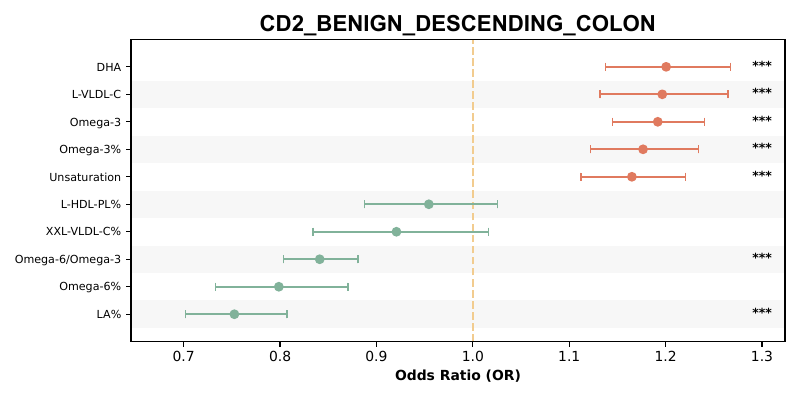 CD2_BENIGN_DESCENDING_COLON
DHA ***
L-VLDL-C ***
Omega-3 ***
Omega-3% ***
Unsaturation ***
L-HDL-PL%
XXL-VLDL-C%
Omega-6/Omega-3 ***
Omega-6%
LA% ***
0.7 0.8 0.9 1.0 1.1 1.2 1.3
Odds Ratio (OR)